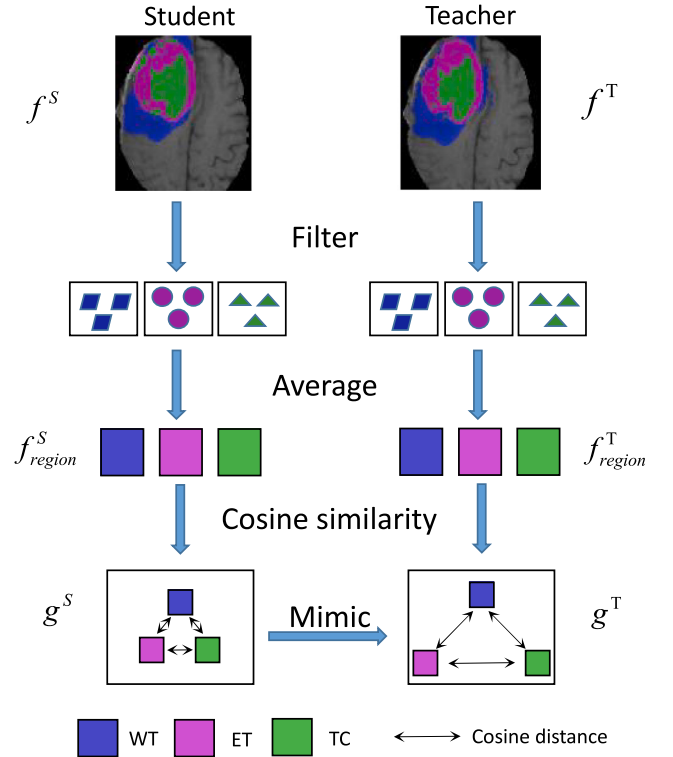 Student Teacher
f^S f^T
Filter
Average
f^S_region f^T_region
Cosine similarity
g^S Mimic g^T
WT ET TC Cosine distance